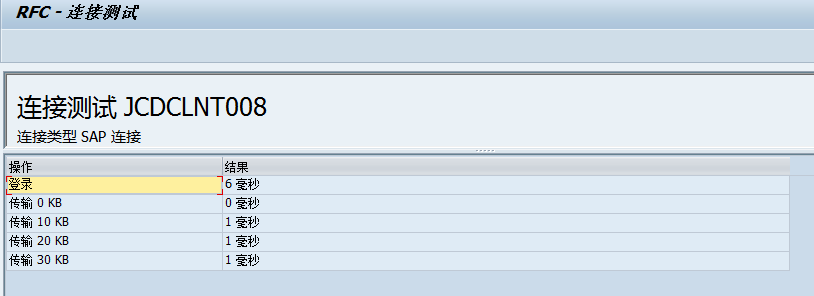 RFC - 连接测试
连接测试 JCDCLNT008
连接类型 SAP 连接
操作 结果
登录 6 毫秒
传输 0 KB 0 毫秒
传输 10 KB 1 毫秒
传输 20 KB 1 毫秒
传输 30 KB 1 毫秒